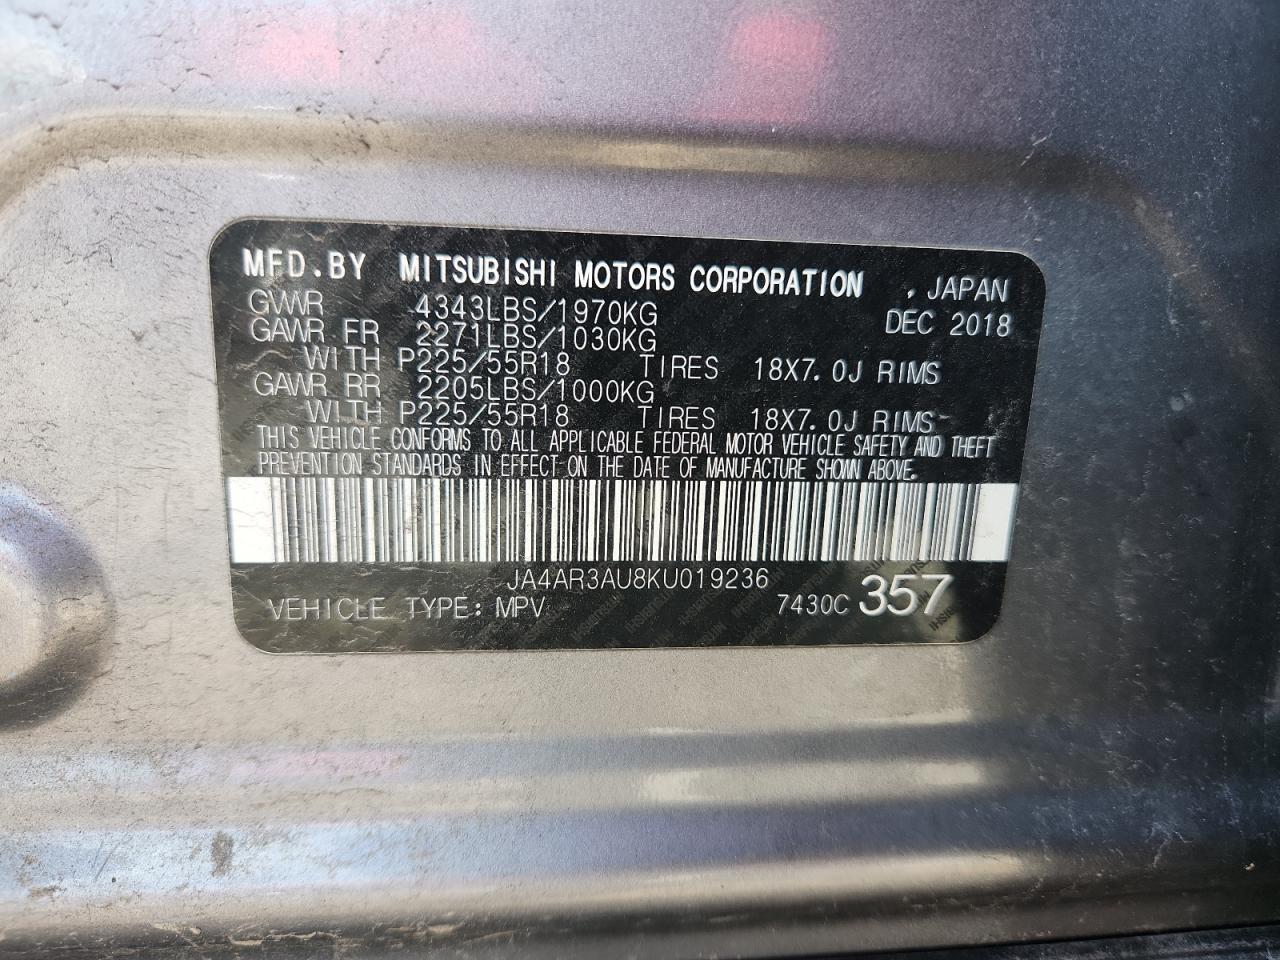 MFD.BY MITSUBISHI MOTORS CORPORATION , JAPAN
GVWR 4343LBS/1970KG DEC 2018
GAWR FR 2271LBS/1030KG
WITH P225/55R18 TIRES 18X7.0J RIMS
GAWR RR 2205LBS/1000KG
WITH P225/55R18 TIRES 18X7.0J RIMS
THIS VEHICLE CONFORMS TO ALL APPLICABLE FEDERAL MOTOR VEHICLE SAFETY AND THEFT
PREVENTION STANDARDS IN EFFECT ON THE DATE OF MANUFACTURE SHOWN ABOVE.
JA4AR3AU8KU019236
VEHICLE TYPE: MPV 7430C 357